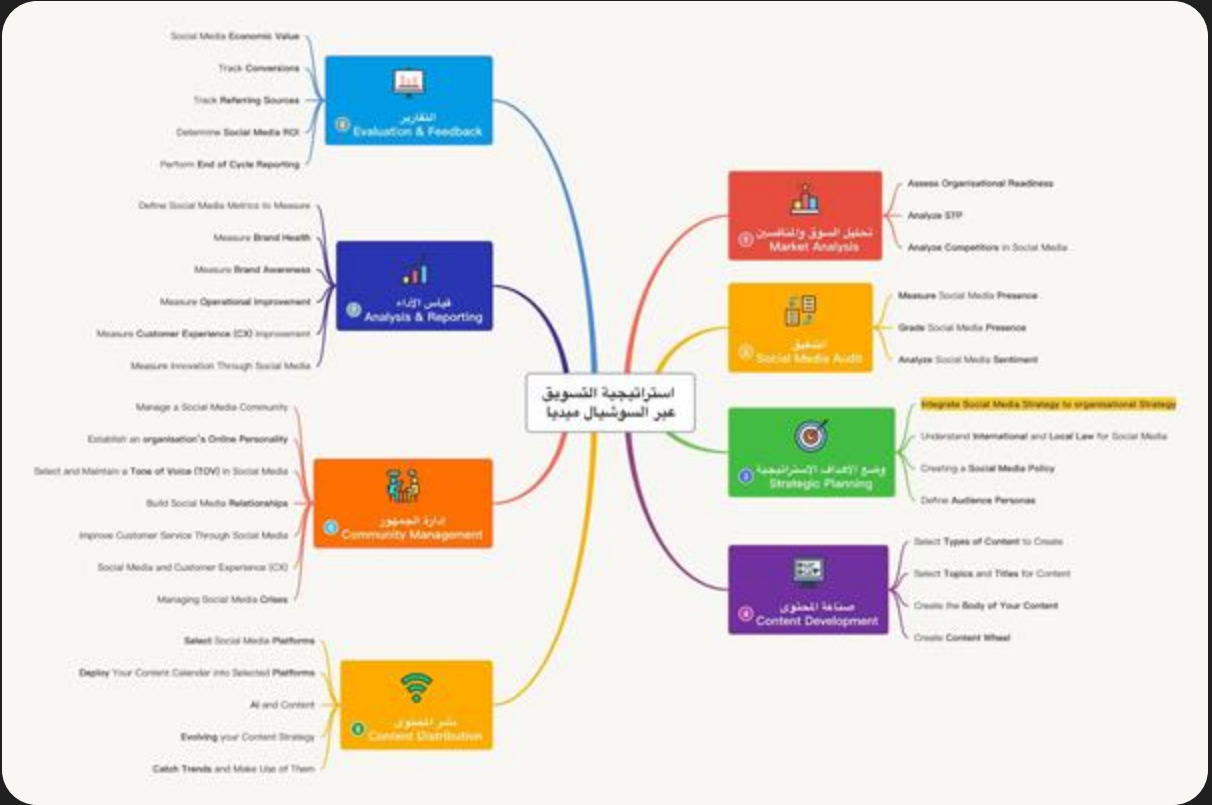 استراتيجية التسويق
عبر السوشيال ميديا
تحليل السوق والمنافسين
Market Analysis
Assess Organisational Readiness
Analyze STP
Analyze Competitors in Social Media
التدقيق
Social Media Audit
Measure Social Media Presence
Grade Social Media Presence
Analyze Social Media Sentiment
وضع الاهداف الإستراتيجية
Strategic Planning
Integrate Social Media Strategy to organisational Strategy
Understand International and Local Law for Social Media
Creating a Social Media Policy
Define Audience Personas
صناعة المحتوى
Content Development
Select Types of Content to Create
Select Topics and Titles for Content
Create the Body of Your Content
Create Content Wheel
نشر المحتوى
Content Distribution
Select Social Media Platforms
Deploy Your Content Calendar into Selected Platforms
AI and Content
Evolving your Content Strategy
Catch Trends and Make Use of Them
إدارة الجمهور
Community Management
Manage a Social Media Community
Establish an organisation's Online Personality
Select and Maintain a Tone of Voice (TOV) in Social Media
Build Social Media Relationships
Improve Customer Service Through Social Media
Social Media and Customer Experience (CX)
Managing Social Media Crises
قياس الأداء
Analysis & Reporting
Define Social Media Metrics to Measure
Measure Brand Health
Measure Brand Awareness
Measure Operational Improvement
Measure Customer Experience (CX) Improvement
Measure Innovation Through Social Media
التقارير
Evaluation & Feedback
Social Media Economic Value
Track Conversions
Track Referring Sources
Determine Social Media ROI
Perform End of Cycle Reporting